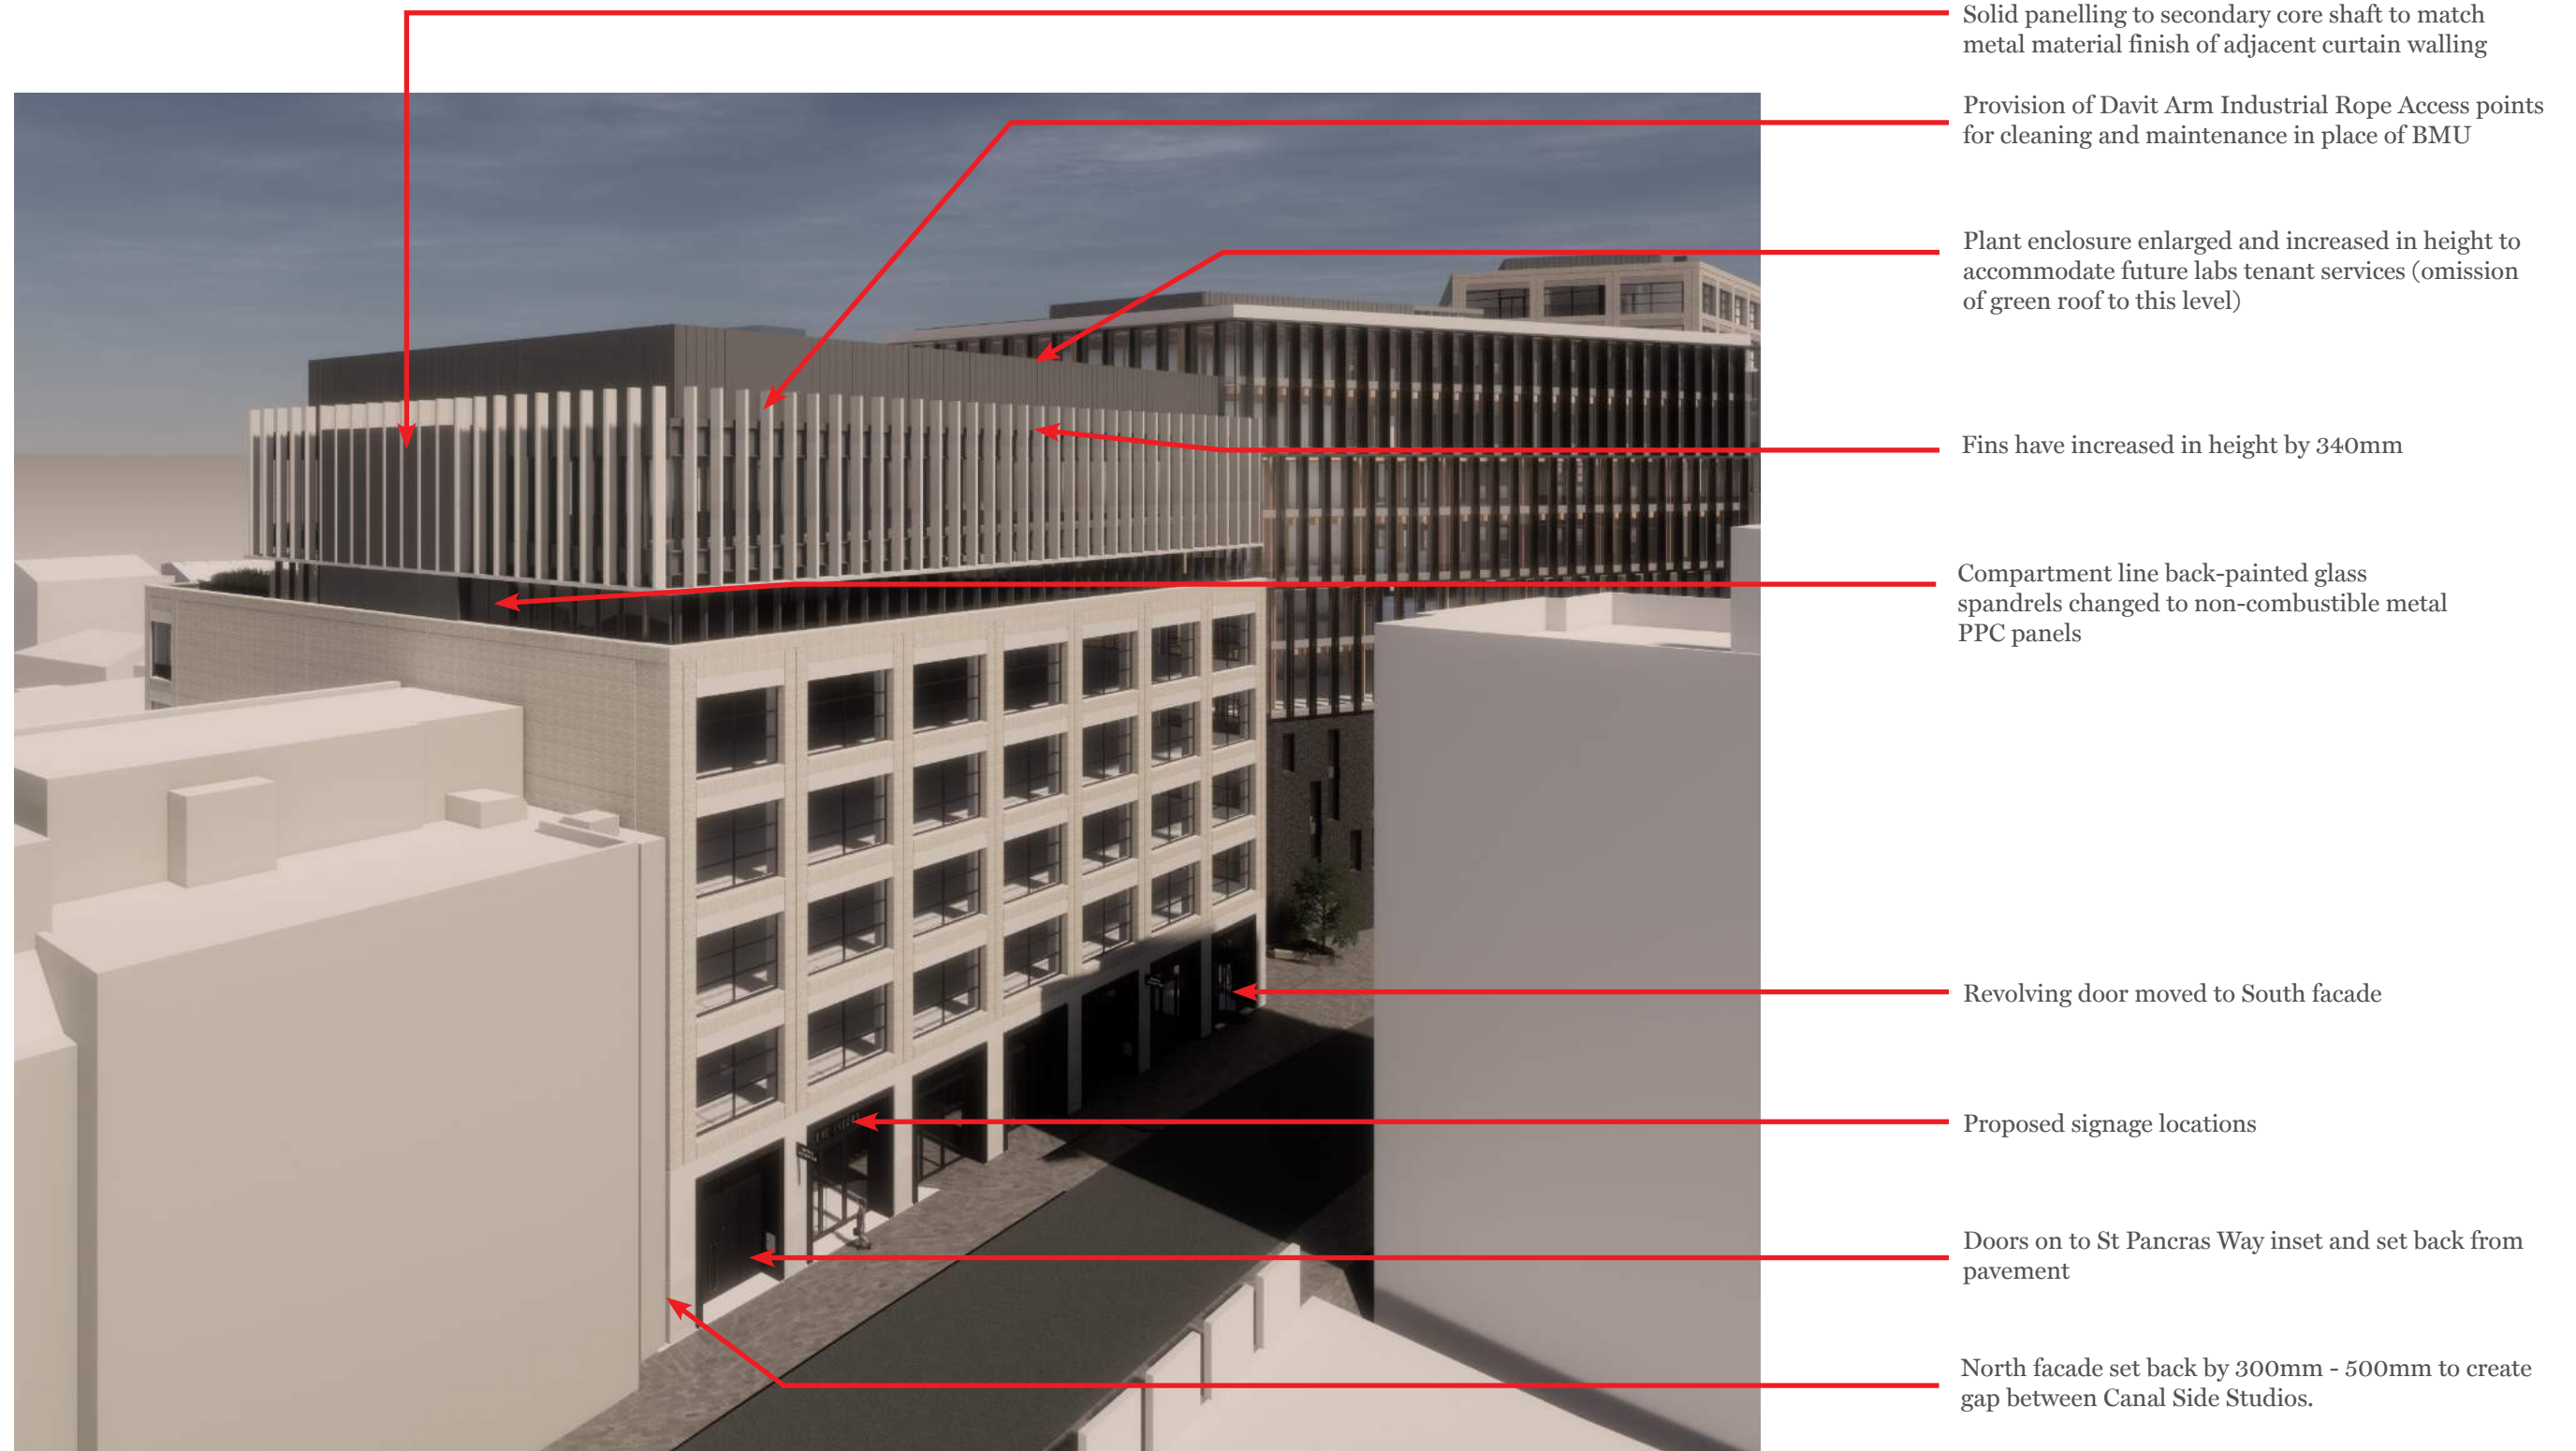 Solid panelling to secondary core shaft to match
metal material finish of adjacent curtain walling
Provision of Davit Arm Industrial Rope Access points
for cleaning and maintenance in place of BMU
Plant enclosure enlarged and increased in height to
accommodate future labs tenant services (omission
of green roof to this level)
Fins have increased in height by 340mm
Compartment line back-painted glass
spandrels changed to non-combustible metal
PPC panels
Revolving door moved to South facade
Proposed signage locations
Doors on to St Pancras Way inset and set back from
pavement
North facade set back by 300mm - 500mm to create
gap between Canal Side Studios.